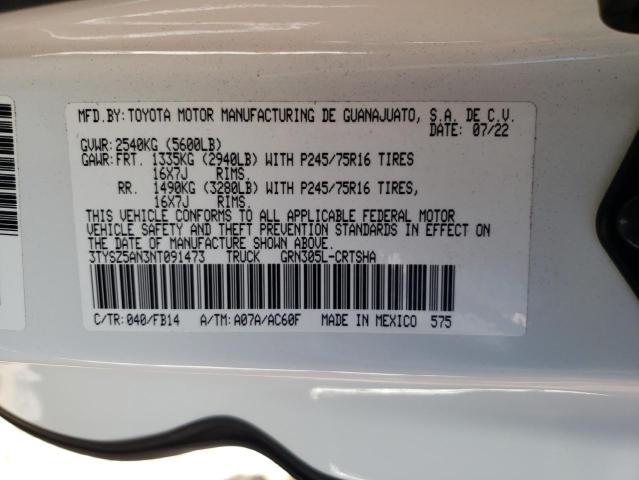 MFD.BY: TOYOTA MOTOR MANUFACTURING DE GUANAJUATO, S.A. DE C.V.
DATE: 07/22
GVWR: 2540KG (5600LB)
GAWR: FRT. 1335KG (2940LB) WITH P245/75R16 TIRES
16X7J RIMS.
RR. 1490KG (3280LB) WITH P245/75R16 TIRES,
16X7J RIMS,
THIS VEHICLE CONFORMS TO ALL APPLICABLE FEDERAL MOTOR
VEHICLE SAFETY AND THEFT PREVENTION STANDARDS IN EFFECT ON
THE DATE OF MANUFACTURE SHOWN ABOVE.
3TYSZ5AN3NT091473 TRUCK GRN305L-CRTSHA
C/TR: 040/FB14 A/TM: A07A/AC60F MADE IN MEXICO 575